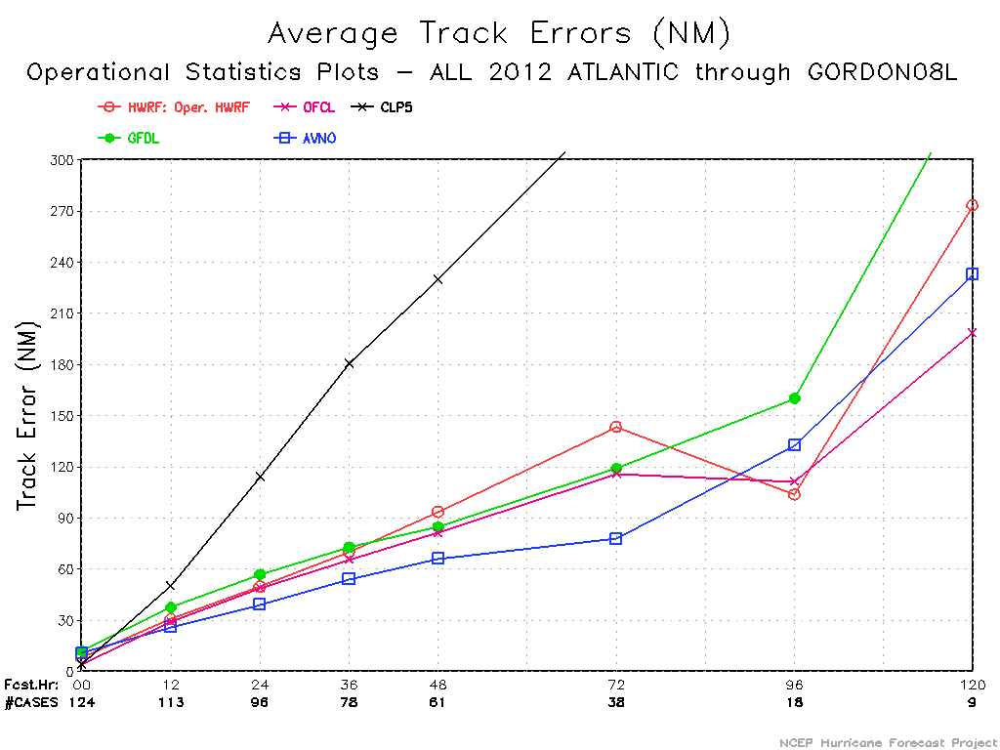 Average Track Errors (NM)
Operational Statistics Plots - ALL 2012 ATLANTIC through GORDON08L
HWRF: Oper. HWRF OFCL CLP5
GFDL AVNO
300
270
240
210
180
150
120
90
60
30
0
Track Error (NM)
Fcst.Hr: 00 12 24 36 48 72 96 120
#CASES 124 113 96 78 61 38 18 9
NCEP Hurricane Forecast Project